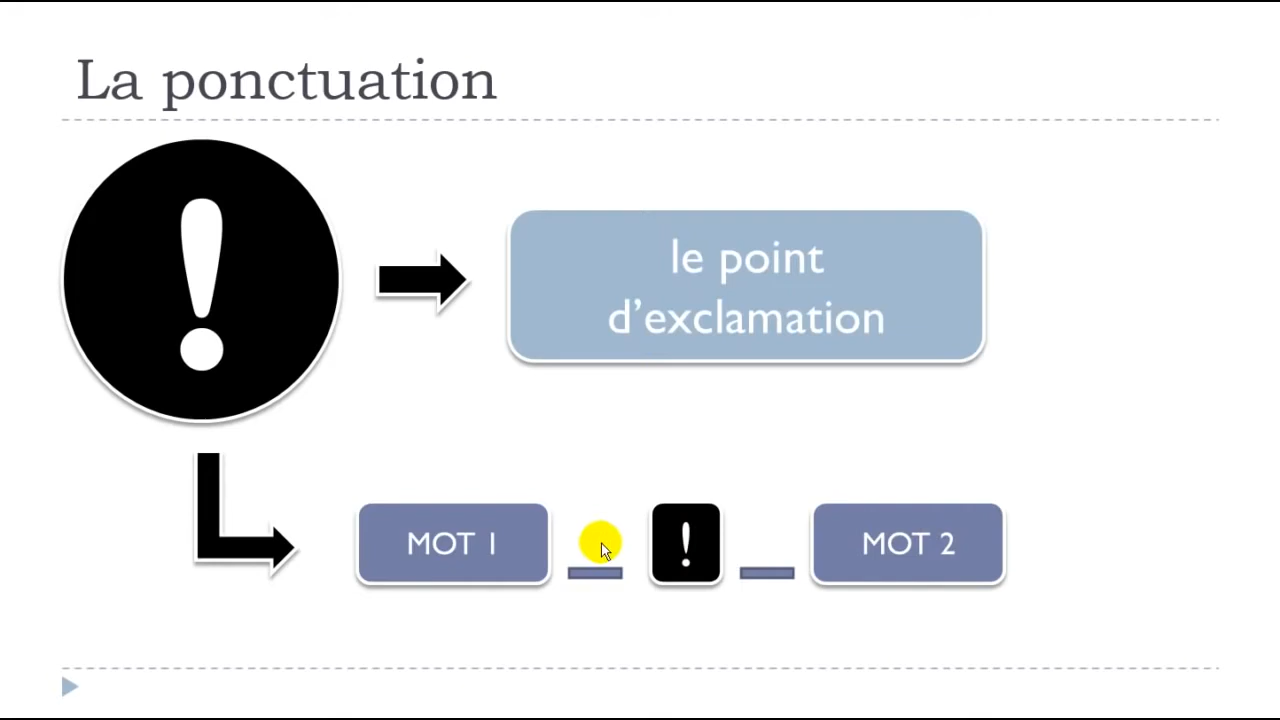 La ponctuation
!
le point
d’exclamation
MOT 1 _ ! _ MOT 2